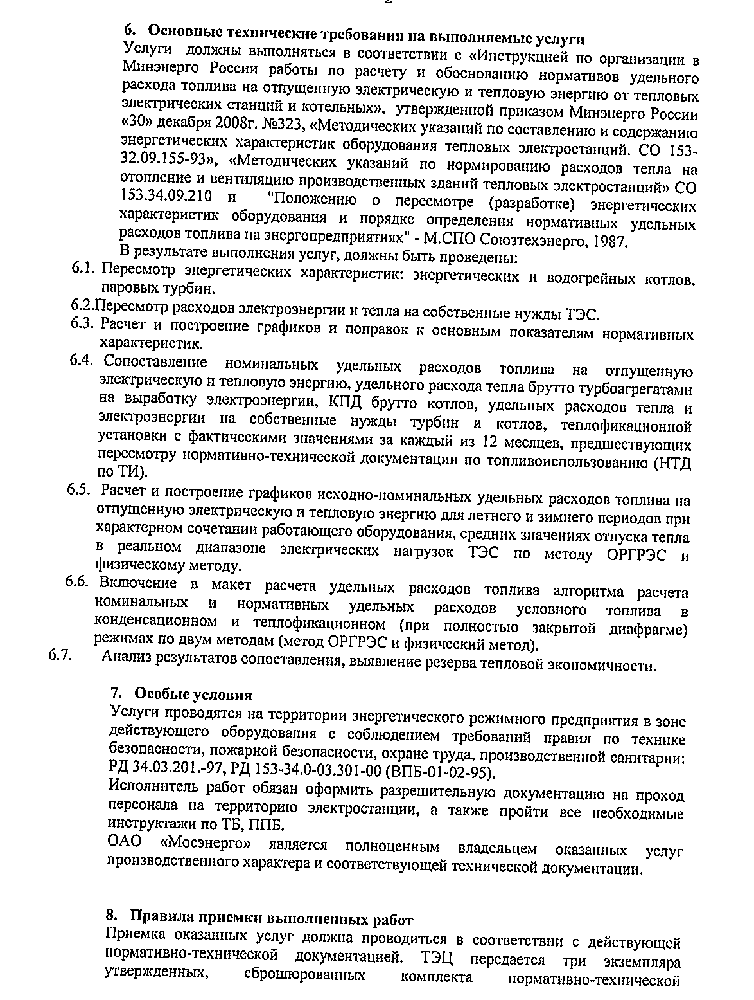 2
6. Основные технические требования на выполняемые услуги
Услуги должны выполняться в соответствии с «Инструкцией по организации в
Минэнерго России работы по расчету и обоснованию нормативов удельного
расхода топлива на отпущенную электрическую и тепловую энергию от тепловых
электрических станций и котельных», утвержденной приказом Минэнерго России
«30» декабря 2008г. №323, «Методических указаний по составлению и содержанию
энергетических характеристик оборудования тепловых электростанций. СО 153-
32.09.155-93», «Методических указаний по нормированию расходов тепла на
отопление и вентиляцию производственных зданий тепловых электростанций» СО
153.34.09.210 и "Положению о пересмотре (разработке) энергетических
характеристик оборудования и порядке определения нормативных удельных
расходов топлива на энергопредприятиях" - М.СПО Союзтехэнерго, 1987.
В результате выполнения услуг, должны быть проведены:
6.1. Пересмотр энергетических характеристик: энергетических и водогрейных котлов,
паровых турбин.
6.2.Пересмотр расходов электроэнергии и тепла на собственные нужды ТЭС.
6.3. Расчет и построение графиков и поправок к основным показателям нормативных
характеристик.
6.4. Сопоставление номинальных удельных расходов топлива на отпущенную
электрическую и тепловую энергию, удельного расхода тепла брутто турбоагрегатами
на выработку электроэнергии, КПД брутто котлов, удельных расходов тепла и
электроэнергии на собственные нужды турбин и котлов, теплофикационной
установки с фактическими значениями за каждый из 12 месяцев, предшествующих
пересмотру нормативно-технической документации по топливоиспользованию (НТД
по ТИ).
6.5. Расчет и построение графиков исходно-номинальных удельных расходов топлива на
отпущенную электрическую и тепловую энергию для летнего и зимнего периодов при
характерном сочетании работающего оборудования, средних значениях отпуска тепла
в реальном диапазоне электрических нагрузок ТЭС по методу ОРГРЭС и
физическому методу.
6.6. Включение в макет расчета удельных расходов топлива алгоритма расчета
номинальных и нормативных удельных расходов условного топлива в
конденсационном и теплофикационном (при полностью закрытой диафрагме)
режимах по двум методам (метод ОРГРЭС и физический метод).
6.7. Анализ результатов сопоставления, выявление резерва тепловой экономичности.
7. Особые условия
Услуги проводятся на территории энергетического режимного предприятия в зоне
действующего оборудования с соблюдением требований правил по технике
безопасности, пожарной безопасности, охране труда, производственной санитарии:
РД 34.03.201.-97, РД 153-34.0-03.301-00 (ВПБ-01-02-95).
Исполнитель работ обязан оформить разрешительную документацию на проход
персонала на территорию электростанции, а также пройти все необходимые
инструктажи по ТБ, ППБ.
ОАО «Мосэнерго» является полноценным владельцем оказанных услуг
производственного характера и соответствующей технической документации.
8. Правила приемки выполненных работ
Приемка оказанных услуг должна проводиться в соответствии с действующей
нормативно-технической документацией. ТЭЦ передается три экземпляра
утвержденных, сброшюрованных комплекта нормативно-технической